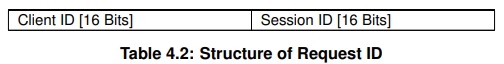 Client ID [16 Bits] Session ID [16 Bits]
Table 4.2: Structure of Request ID